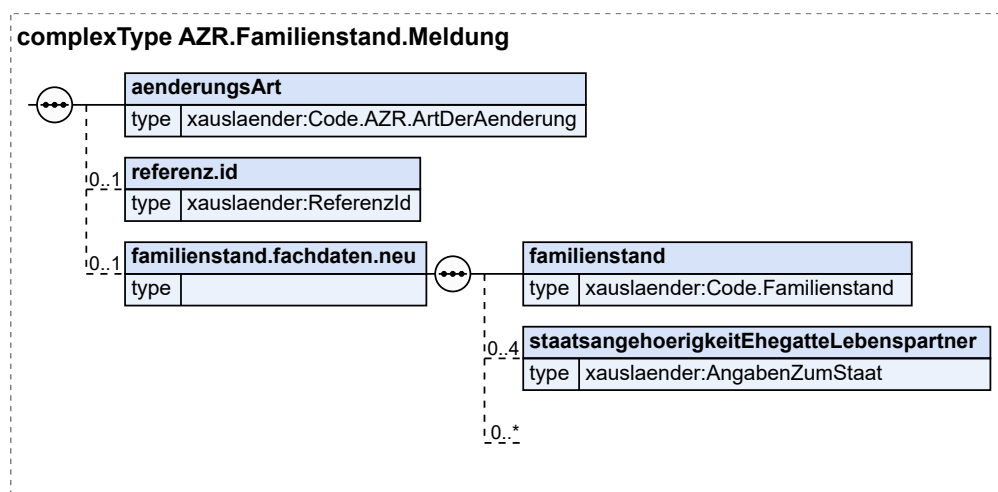 complexType AZR.Familienstand.Meldung
aenderungsArt
type xauslaender:Code.AZR.ArtDerAenderung
0..1 referenz.id
type xauslaender:ReferenzId
0..1 familienstand.fachdaten.neu
type
familienstand
type xauslaender:Code.Familienstand
0..4 staatsangehoerigkeitEhegatteLebenspartner
type xauslaender:AngabenZumStaat
0..*